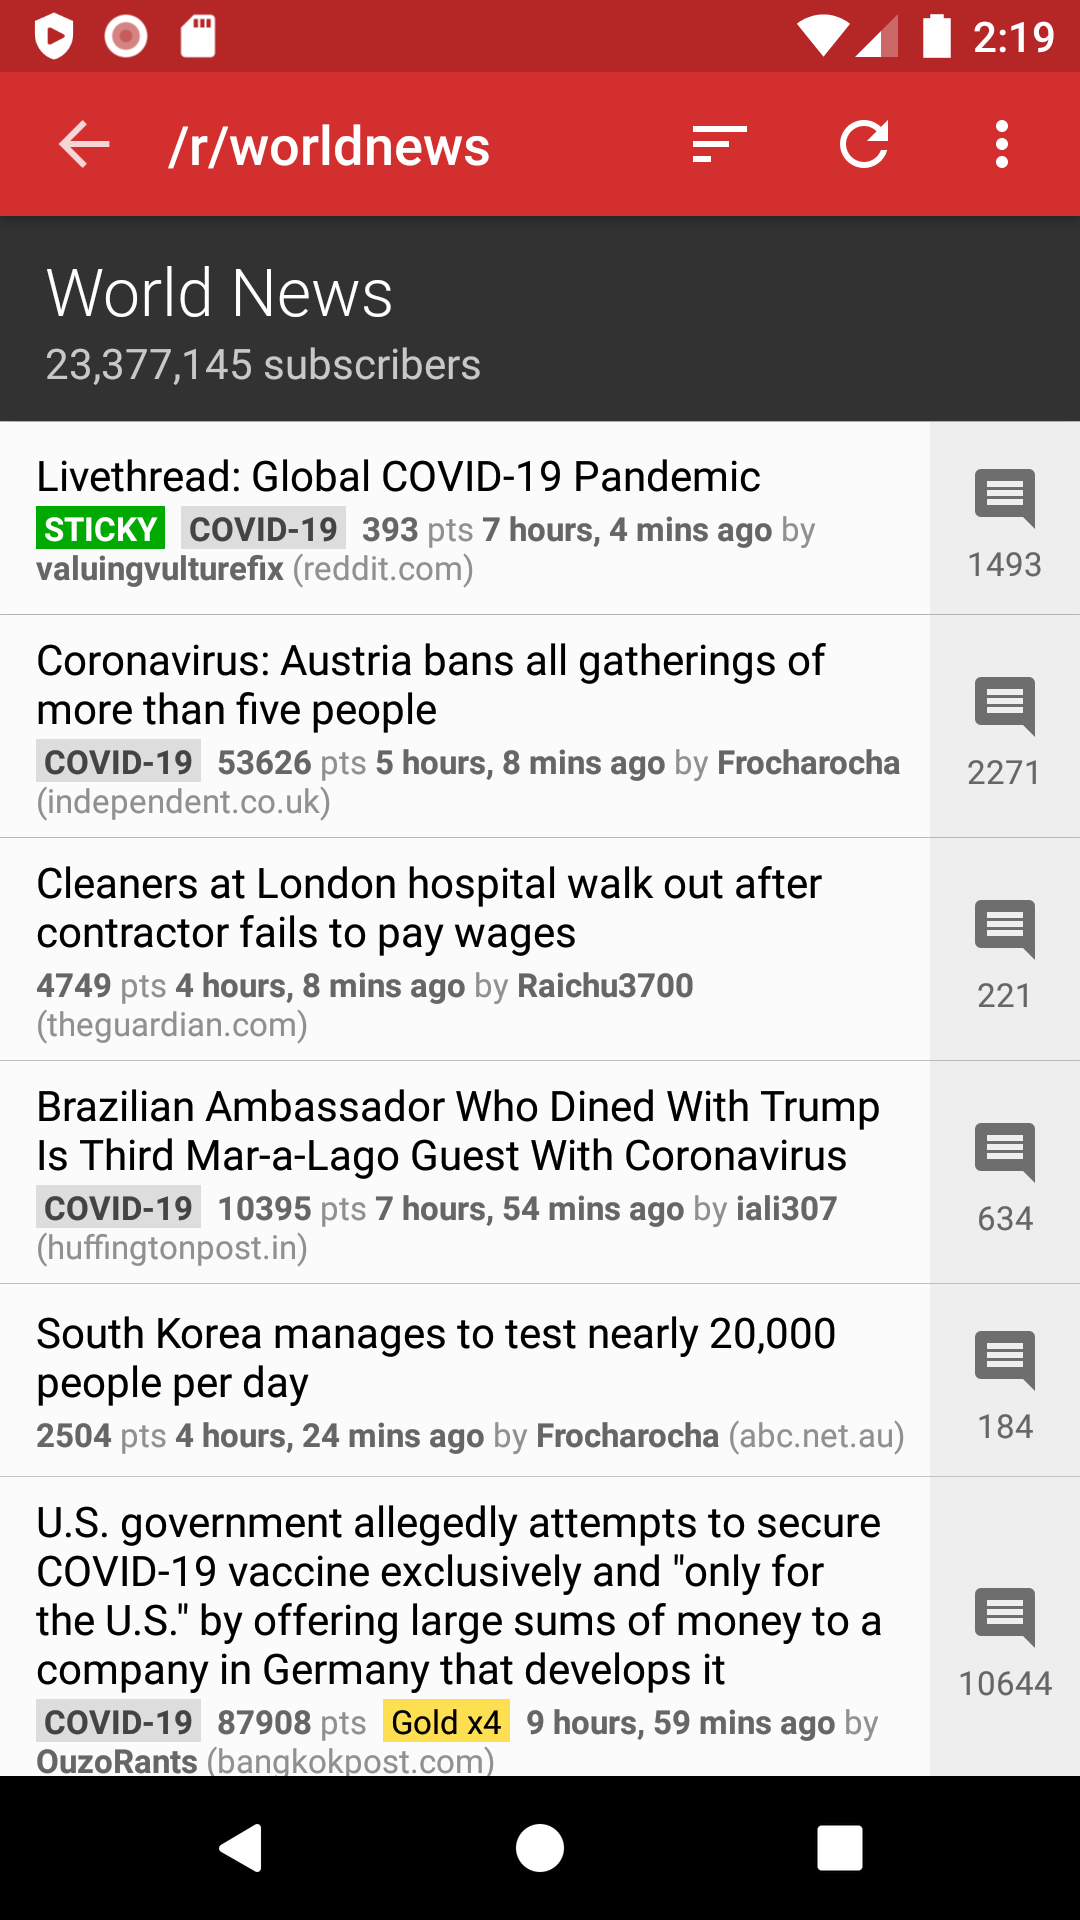 2:19
/r/worldnews
World News
23,377,145 subscribers
Livethread: Global COVID-19 Pandemic
STICKY COVID-19 393 pts 7 hours, 4 mins ago by
valuingvulturefix (reddit.com)
1493
Coronavirus: Austria bans all gatherings of
more than five people
COVID-19 53626 pts 5 hours, 8 mins ago by Frocharocha
(independent.co.uk)
2271
Cleaners at London hospital walk out after
contractor fails to pay wages
4749 pts 4 hours, 8 mins ago by Raichu3700
(theguardian.com)
221
Brazilian Ambassador Who Dined With Trump
Is Third Mar-a-Lago Guest With Coronavirus
COVID-19 10395 pts 7 hours, 54 mins ago by iali307
(huffingtonpost.in)
634
South Korea manages to test nearly 20,000
people per day
2504 pts 4 hours, 24 mins ago by Frocharocha (abc.net.au)
184
U.S. government allegedly attempts to secure
COVID-19 vaccine exclusively and "only for
the U.S." by offering large sums of money to a
company in Germany that develops it
COVID-19 87908 pts Gold x4 9 hours, 59 mins ago by
OuzoRants (bangkokpost.com)
10644